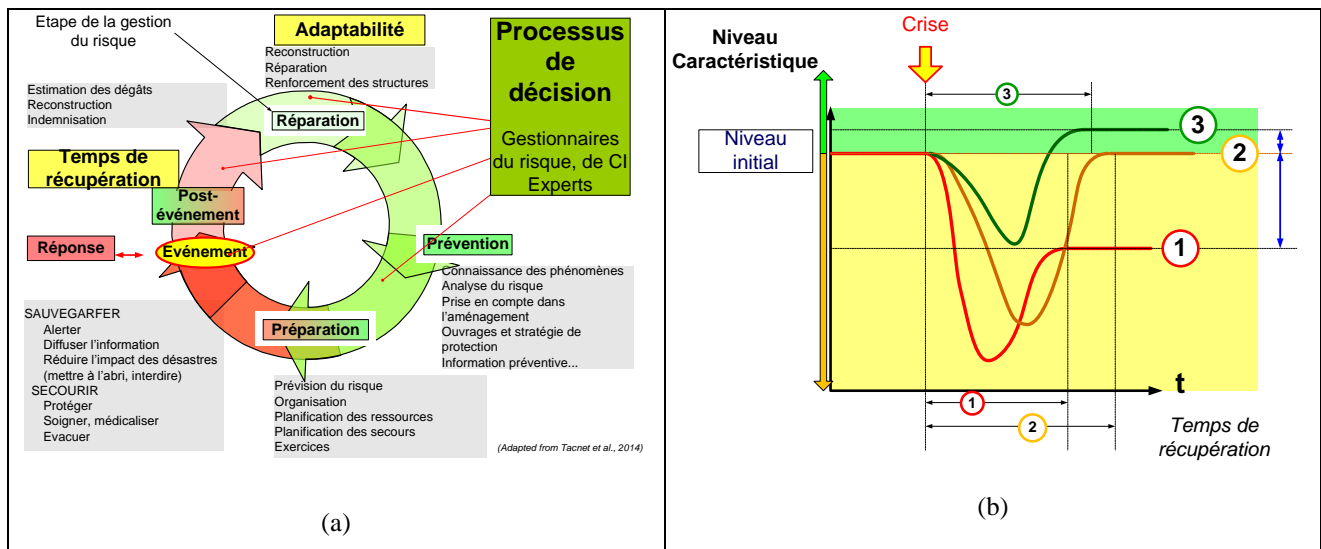 Etape de la gestion
du risque
Adaptabilité
Reconstruction
Réparation
Renforcement des structures
Processus
de
décision
Gestionnaires
du risque, de CI
Experts
Estimation des dégâts
Reconstruction
Indemnisation
Réparation
Temps de
récupération
Post-
événement
Réponse
Evénement
Prévention
Connaissance des phénomènes
Analyse du risque
Prise en compte dans
l'aménagement
Ouvrages et stratégie de
protection
Information préventive...
SAUVEGARFER
Alerter
Diffuser l'information
Réduire l'impact des désastres
(mettre à l'abri, interdire)
SECOURIR
Protéger
Soigner, médicaliser
Evacuer
Préparation
Prévision du risque
Organisation
Planification des ressources
Planification des secours
Exercices
(Adapted from Tacnet et al., 2014)
(a)
Crise
Niveau
Caractéristique
3
Niveau
initial
3
2
1
t
1
2
Temps de
récupération
(b)